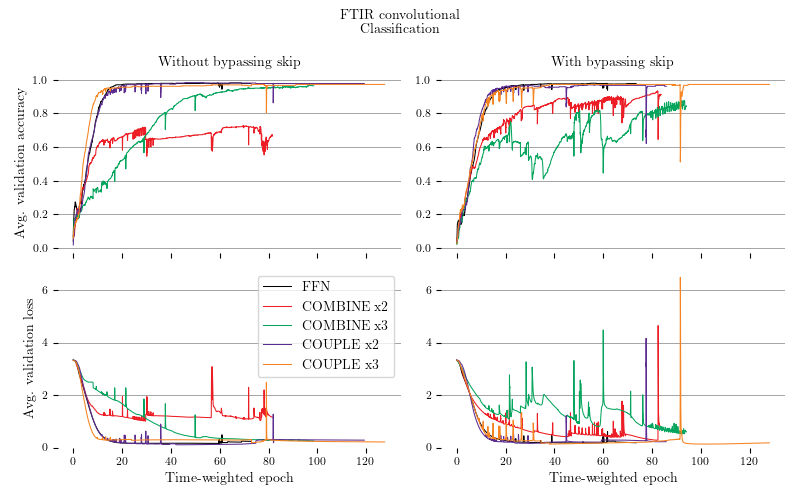 FTIR convolutional
Classification
Without bypassing skip
With bypassing skip
Avg. validation accuracy
1.0
0.8
0.6
0.4
0.2
0.0
1.0
0.8
0.6
0.4
0.2
0.0
Avg. validation loss
6
4
2
0
6
4
2
0
FFN
COMBINE x2
COMBINE x3
COUPLE x2
COUPLE x3
0 20 40 60 80 100 120
0 20 40 60 80 100 120
Time-weighted epoch
Time-weighted epoch